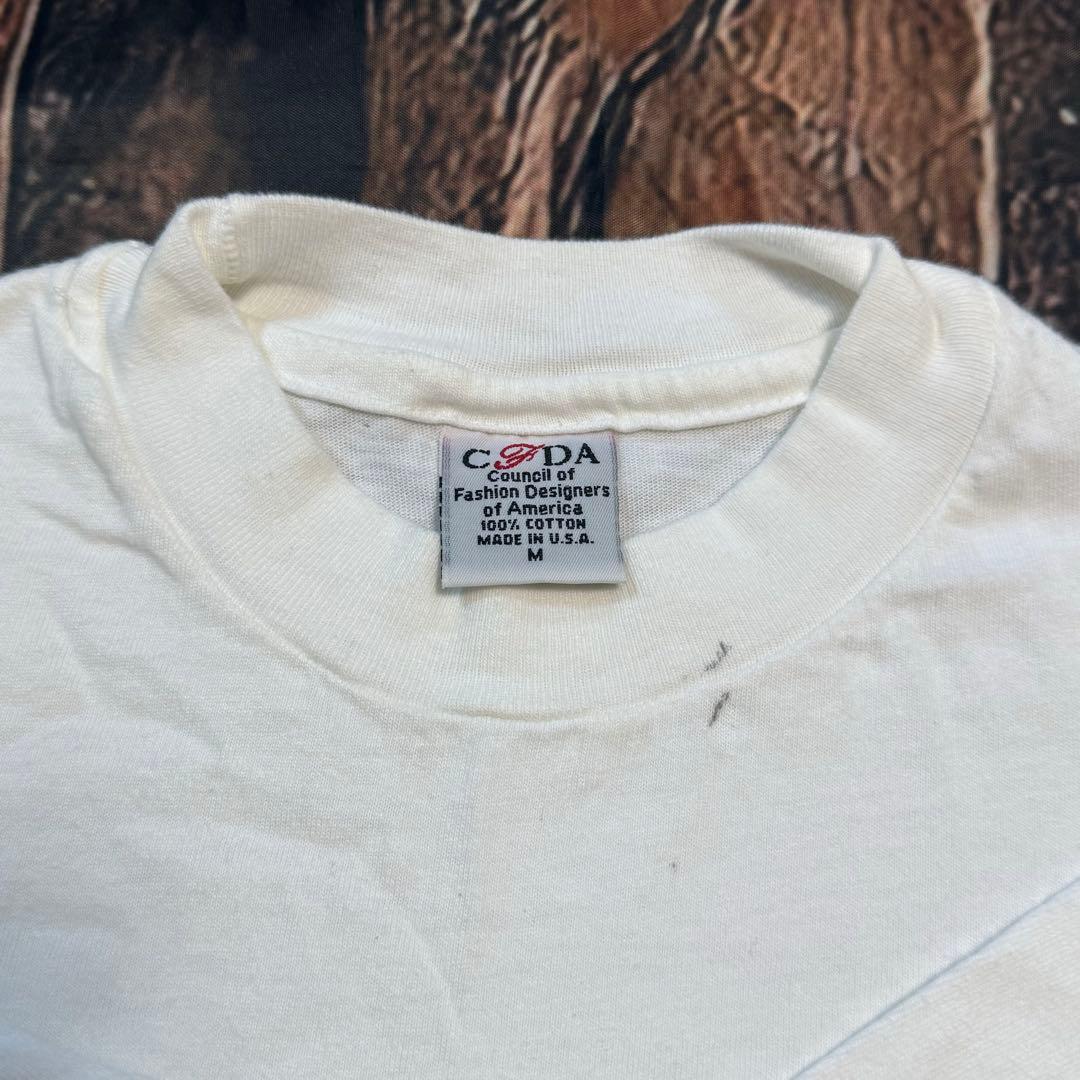 CFDA
Council of
Fashion Designers
of America
100% COTTON
MADE IN U.S.A.
M